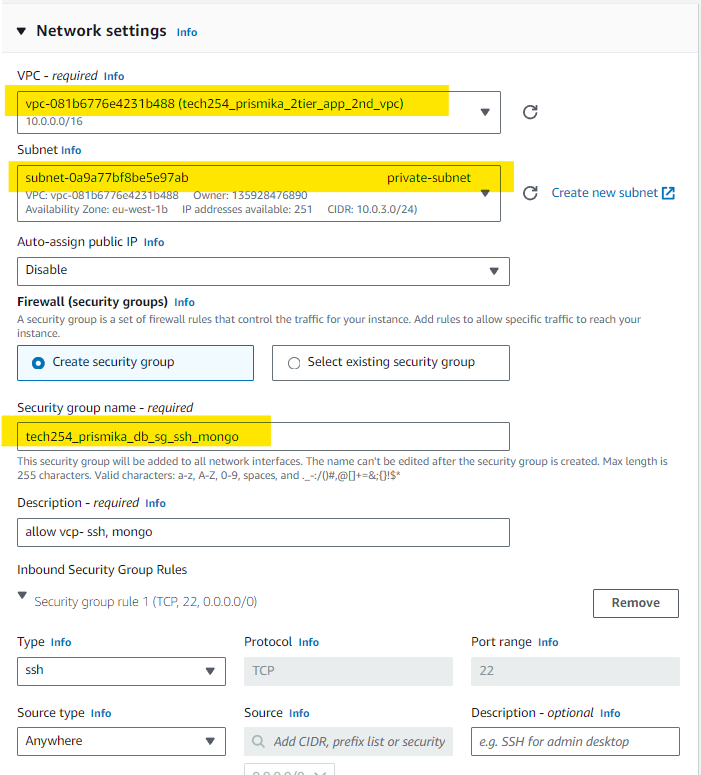 Network settings Info
VPC - required Info
vpc-081b6776e4231b488 (tech254_prismika_2tier_app_2nd_vpc)
10.0.0.0/16
Subnet Info
subnet-0a9a77bf8be5e97ab private-subnet
VPC: vpc-081b6776e4231b488 Owner: 135928476890
Availability Zone: eu-west-1b IP addresses available: 251 CIDR: 10.0.3.0/24)
Create new subnet
Auto-assign public IP Info
Disable
Firewall (security groups) Info
A security group is a set of firewall rules that control the traffic for your instance. Add rules to allow specific traffic to reach your
instance.
Create security group Select existing security group
Security group name - required
tech254_prismika_db_sg_ssh_mongo
This security group will be added to all network interfaces. The name can't be edited after the security group is created. Max length is
255 characters. Valid characters: a-z, A-Z, 0-9, spaces, and ._-:/()#,@[]+=&;{}!$*
Description - required Info
allow vcp- ssh, mongo
Inbound Security Group Rules
Security group rule 1 (TCP, 22, 0.0.0.0/0)
Remove
Type Info Protocol Info Port range Info
ssh TCP 22
Source type Info Source Info Description - optional Info
Anywhere Add CIDR, prefix list or security e.g. SSH for admin desktop